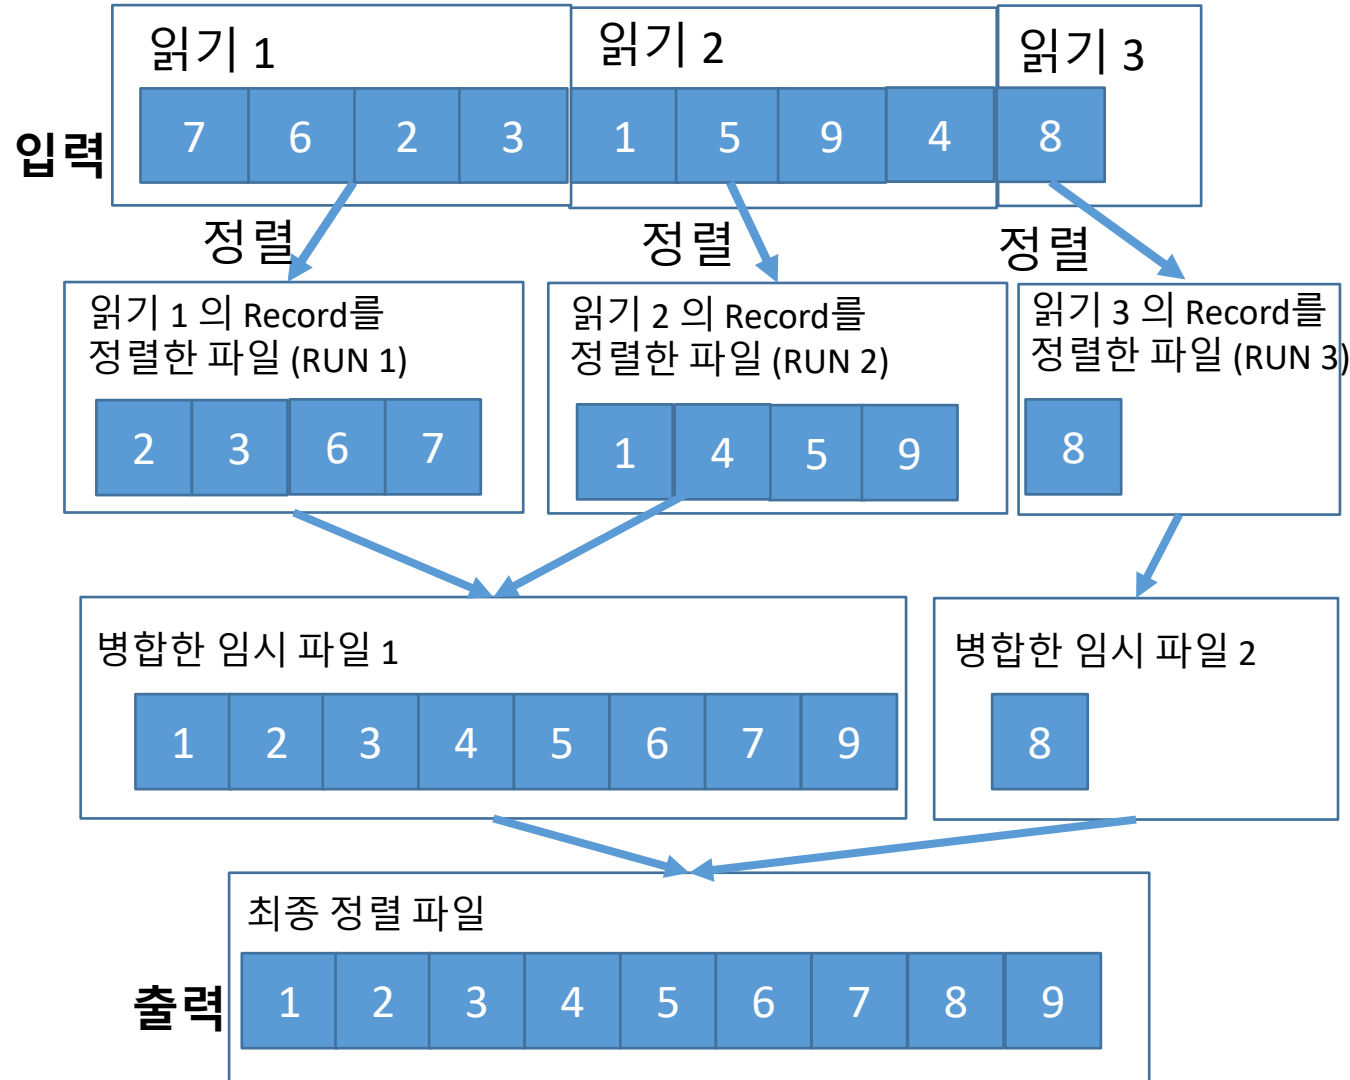 읽기 1
읽기 2
읽기 3
입력
7 6 2 3 1 5 9 4 8
정렬
정렬
정렬
읽기 1 의 Record를
정렬한 파일 (RUN 1)
2 3 6 7
읽기 2 의 Record를
정렬한 파일 (RUN 2)
1 4 5 9
읽기 3 의 Record를
정렬한 파일 (RUN 3)
8
병합한 임시 파일 1
1 2 3 4 5 6 7 9
병합한 임시 파일 2
8
최종 정렬 파일
출력
1 2 3 4 5 6 7 8 9